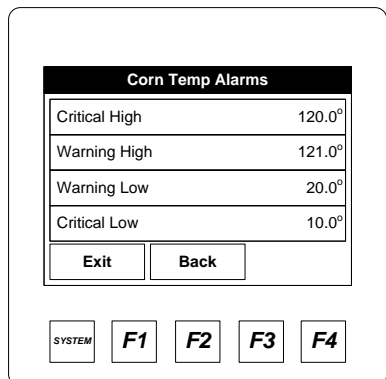 Corn Temp Alarms
Critical High 120.0°
Warning High 121.0°
Warning Low 20.0°
Critical Low 10.0°
Exit Back
SYSTEM F1 F2 F3 F4